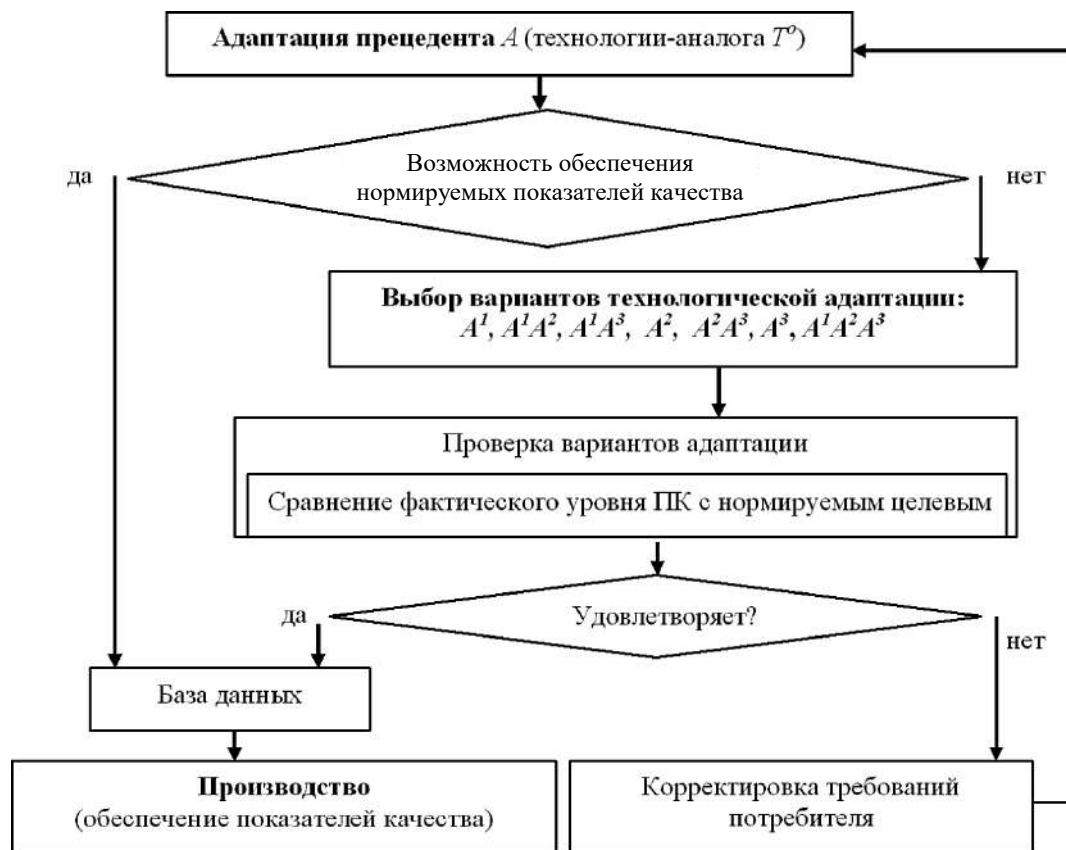 Адаптация прецедента A (технологии-аналога Tᵒ)
Возможность обеспечения
нормируемых показателей качества
да
нет
Выбор вариантов технологической адаптации:
A¹, A¹A², A¹A³, A², A²A³, A³, A¹A²A³
Проверка вариантов адаптации
Сравнение фактического уровня ПК с нормируемым целевым
Удовлетворяет?
да
нет
База данных
Производство
(обеспечение показателей качества)
Корректировка требований
потребителя